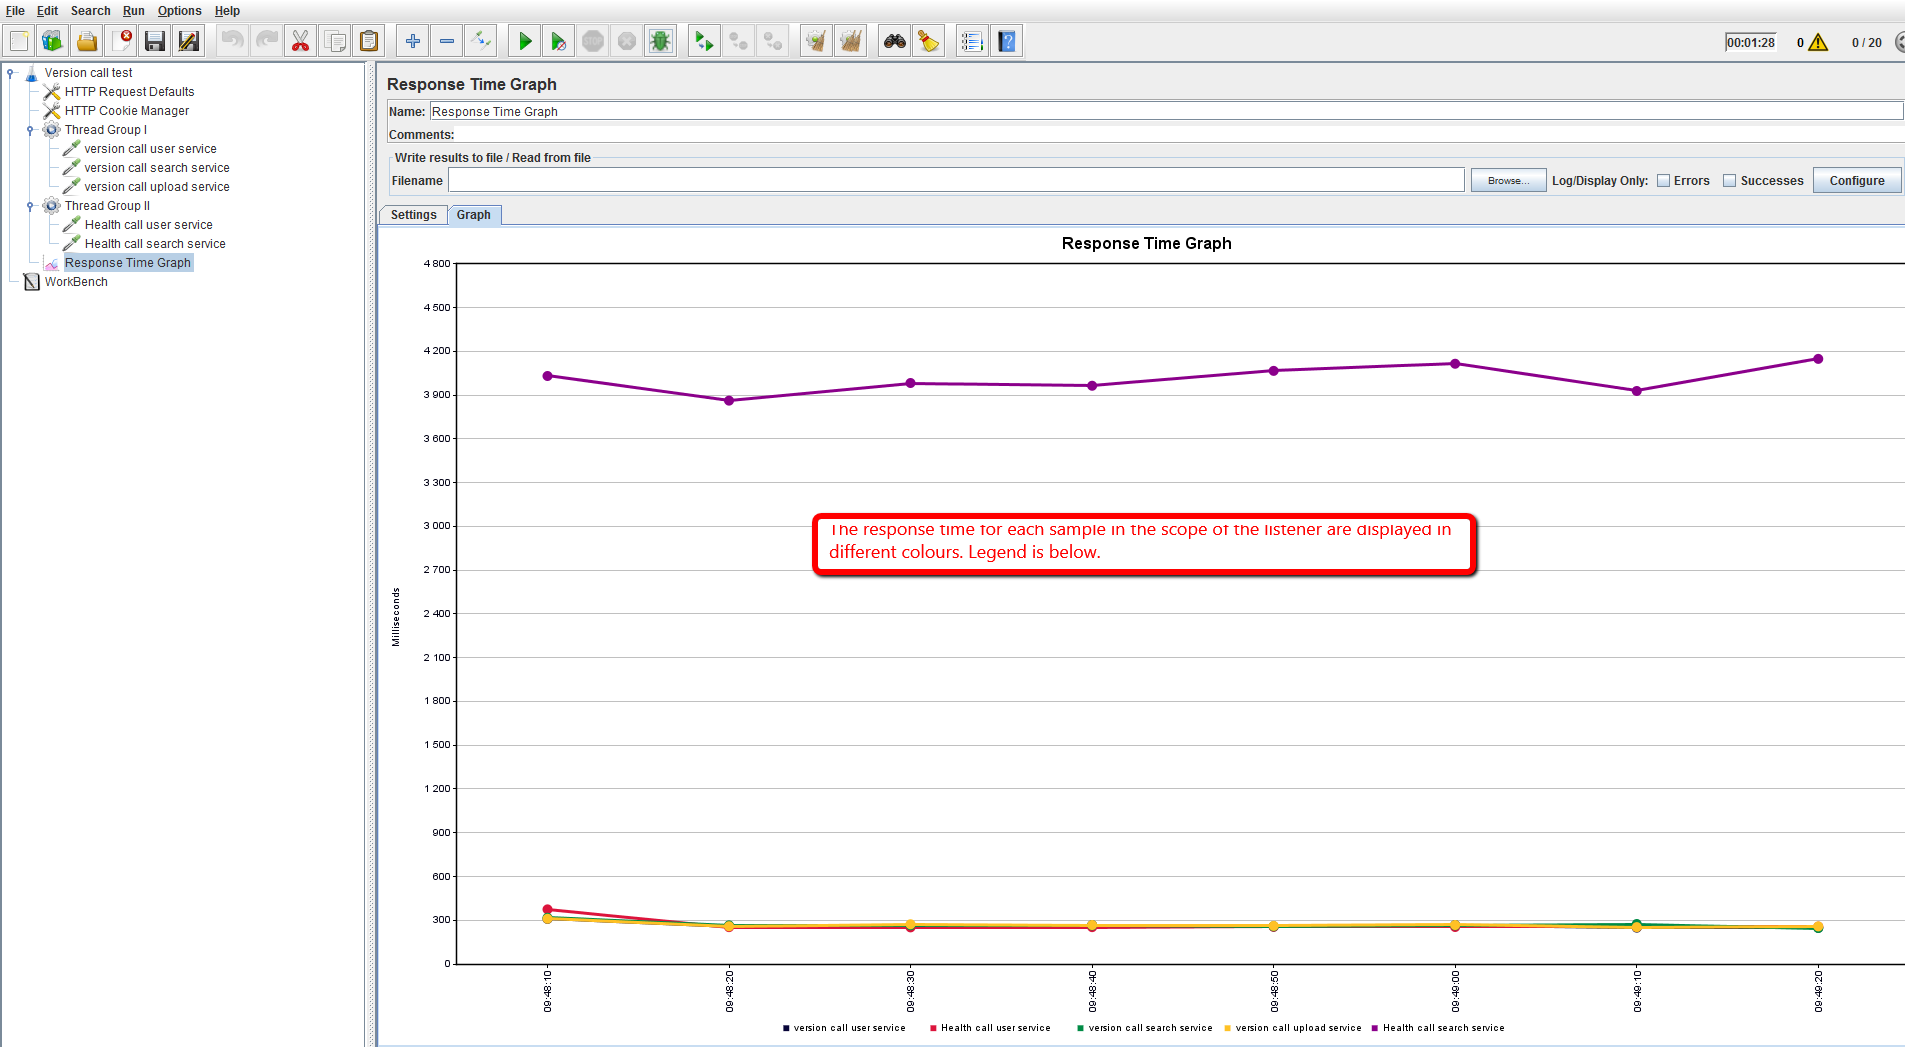 File Edit Search Run Options Help
00:01:28 0 0 / 20
Version call test
HTTP Request Defaults
HTTP Cookie Manager
Thread Group I
version call user service
version call search service
version call upload service
Thread Group II
Health call user service
Health call search service
Response Time Graph
WorkBench
Response Time Graph
Name: Response Time Graph
Comments:
Write results to file / Read from file
Filename Browse... Log/Display Only: Errors Successes Configure
Settings Graph
Response Time Graph
Milliseconds
4 800
4 500
4 200
3 900
3 600
3 300
3 000
2 700
2 400
2 100
1 800
1 500
1 200
900
600
300
0
The response time for each sample in the scope of the listener are displayed in
different colours. Legend is below.
09:48:10 09:48:20 09:48:30 09:48:40 09:48:50 09:49:00 09:49:10 09:49:20
version call user service Health call user service version call search service version call upload service Health call search service